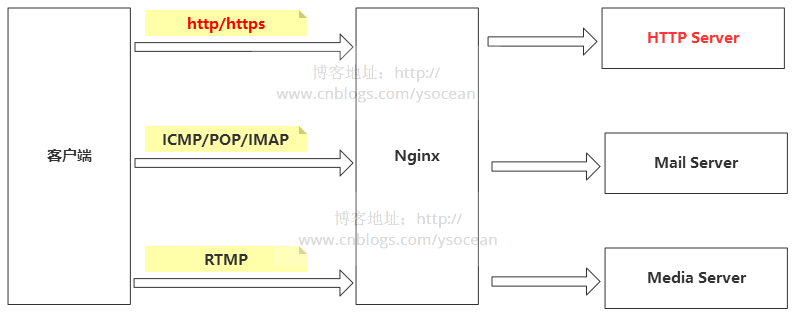 http/https
HTTP Server
博客地址：http://
www.cnblogs.com/ysocean
ICMP/POP/IMAP
客户端
Nginx
Mail Server
博客地址：http://
www.cnblogs.com/ysocean
RTMP
Media Server